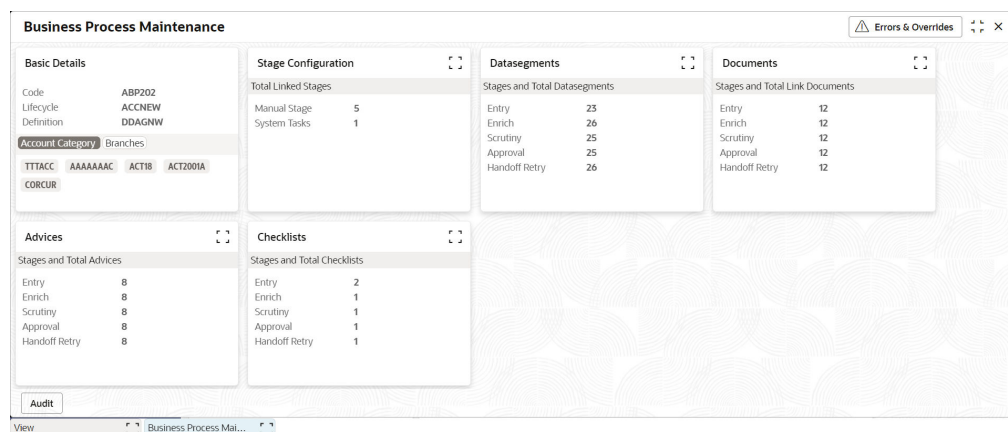 Business Process Maintenance
Errors & Overrides
Basic Details
Code ABP202
Lifecycle ACCNEW
Definition DDAGNW
Account Category Branches
TTTACC AAAAAAAC ACT18 ACT2001A
CORCUR
Stage Configuration
Total Linked Stages
Manual Stage 5
System Tasks 1
Datasegments
Stages and Total Datasegments
Entry 23
Enrich 26
Scrutiny 25
Approval 25
Handoff Retry 26
Documents
Stages and Total Link Documents
Entry 12
Enrich 12
Scrutiny 12
Approval 12
Handoff Retry 12
Advices
Stages and Total Advices
Entry 8
Enrich 8
Scrutiny 8
Approval 8
Handoff Retry 8
Checklists
Stages and Total Checklists
Entry 2
Enrich 1
Scrutiny 1
Approval 1
Handoff Retry 1
Audit
View Business Process Mai...